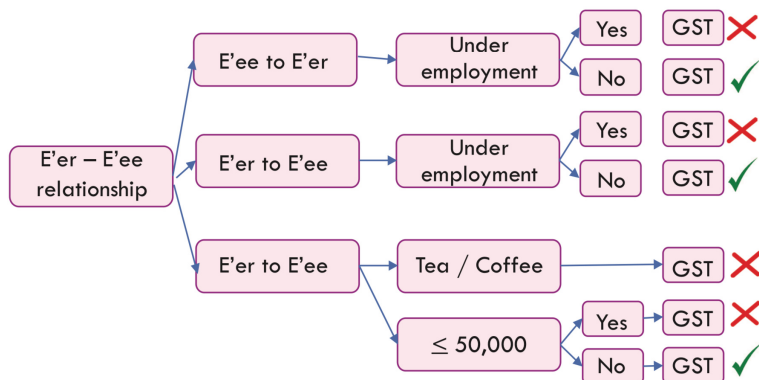 E'er – E'ee
relationship
E'ee to E'er
Under
employment
Yes
GST
No
GST
E'er to E'ee
Under
employment
Yes
GST
No
GST
E'er to E'ee
Tea / Coffee
GST
≤ 50,000
Yes
GST
No
GST